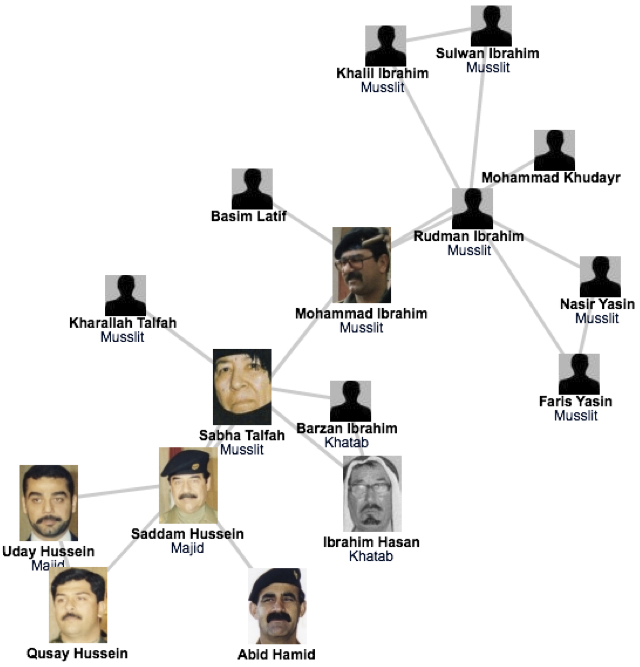 Sulwan Ibrahim
Musslit
Khalil Ibrahim
Musslit
Mohammad Khudayr
Basim Latif
Rudman Ibrahim
Musslit
Nasir Yasin
Musslit
Mohammad Ibrahim
Musslit
Kharallah Talfah
Musslit
Faris Yasin
Musslit
Barzan Ibrahim
Khatab
Sabha Talfah
Musslit
Saddam Hussein
Majid
Ibrahim Hasan
Khatab
Uday Hussein
Majid
Qusay Hussein
Abid Hamid